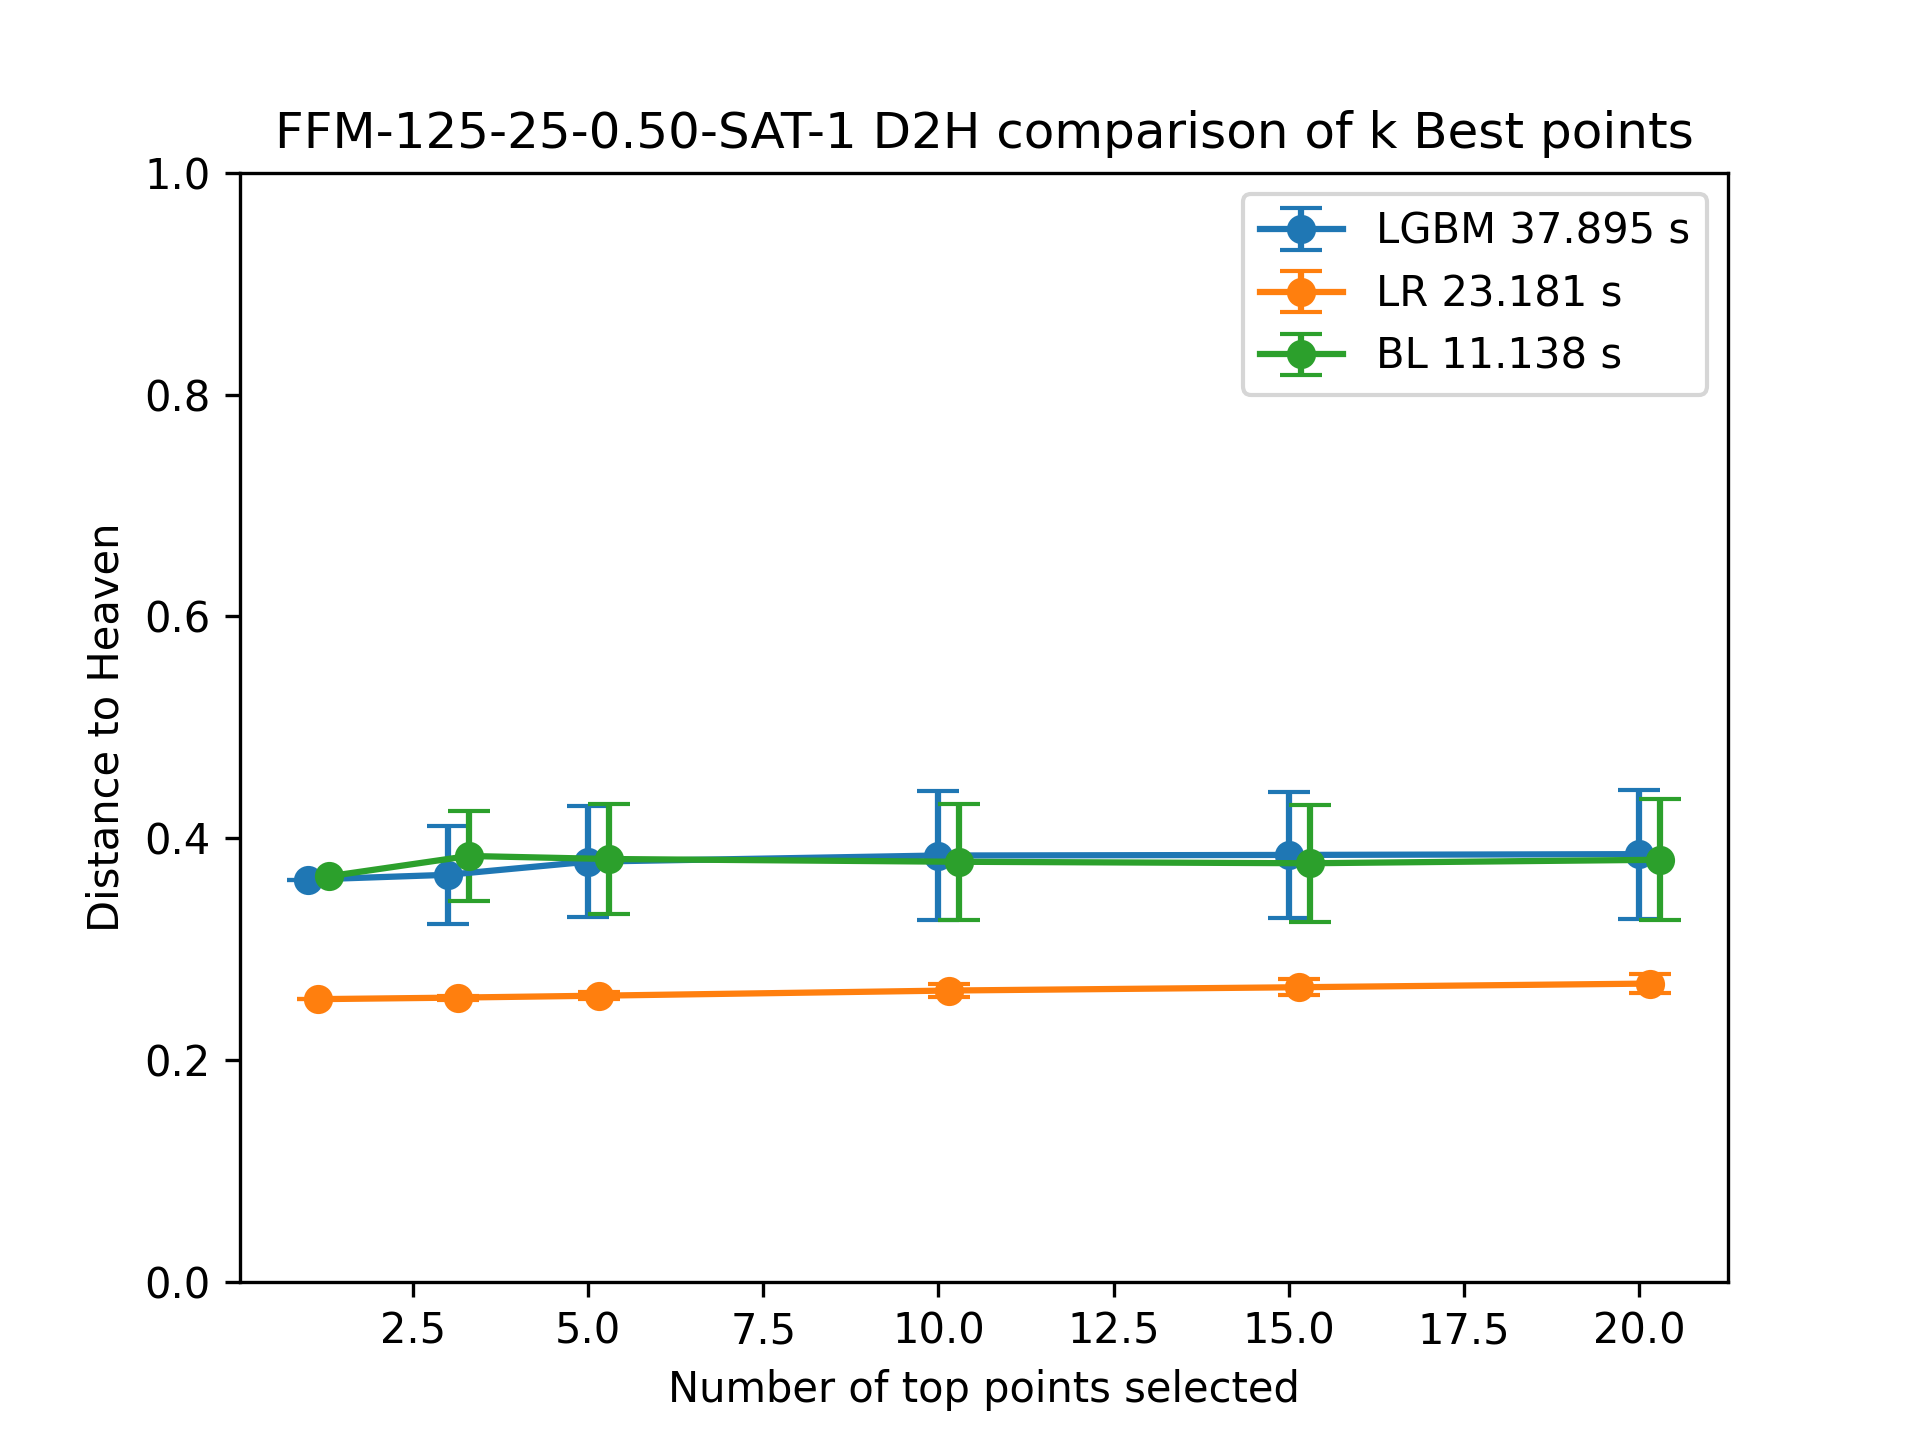 FFM-125-25-0.50-SAT-1 D2H comparison of k Best points
1.0
0.8
0.6
0.4
0.2
0.0
Distance to Heaven
LGBM 37.895 s
LR 23.181 s
BL 11.138 s
2.5 5.0 7.5 10.0 12.5 15.0 17.5 20.0
Number of top points selected